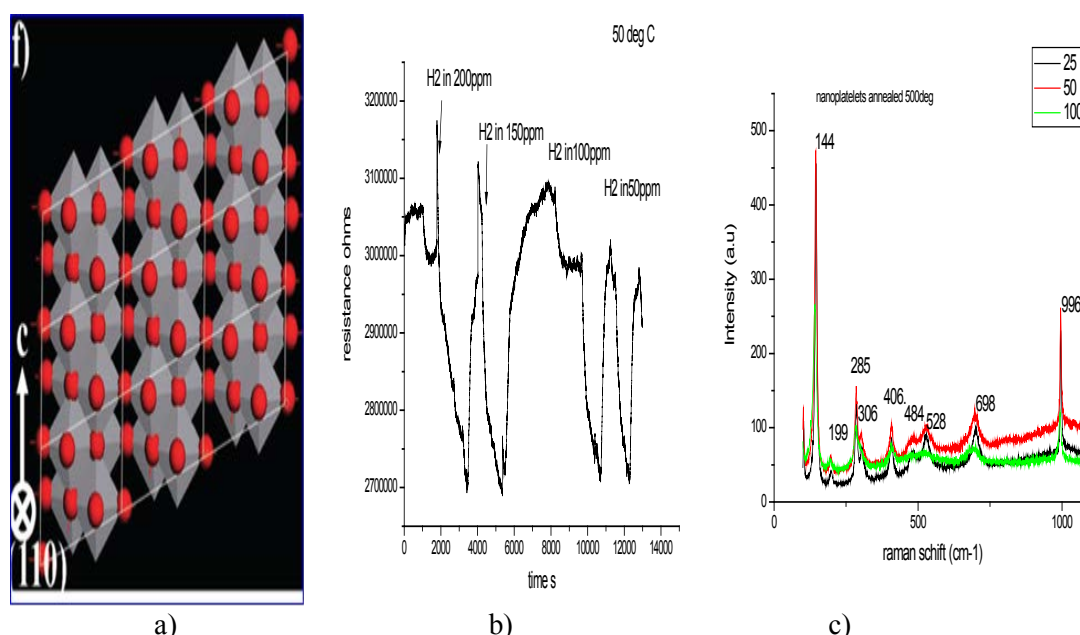 f)
c
(110)
a)
50 deg C
H2 in 200ppm
H2 in 150ppm
H2 in100ppm
H2 in50ppm
resistance ohms
3200000
3100000
3000000
2900000
2800000
2700000
0 2000 4000 6000 8000 10000 12000 14000
time s
b)
25
50
100
nanoplatelets annealed 500deg
144
199
285
306
406
484
528
698
996
Intensity (a.u)
500
400
300
200
100
0
0 500 1000
raman schift (cm-1)
c)